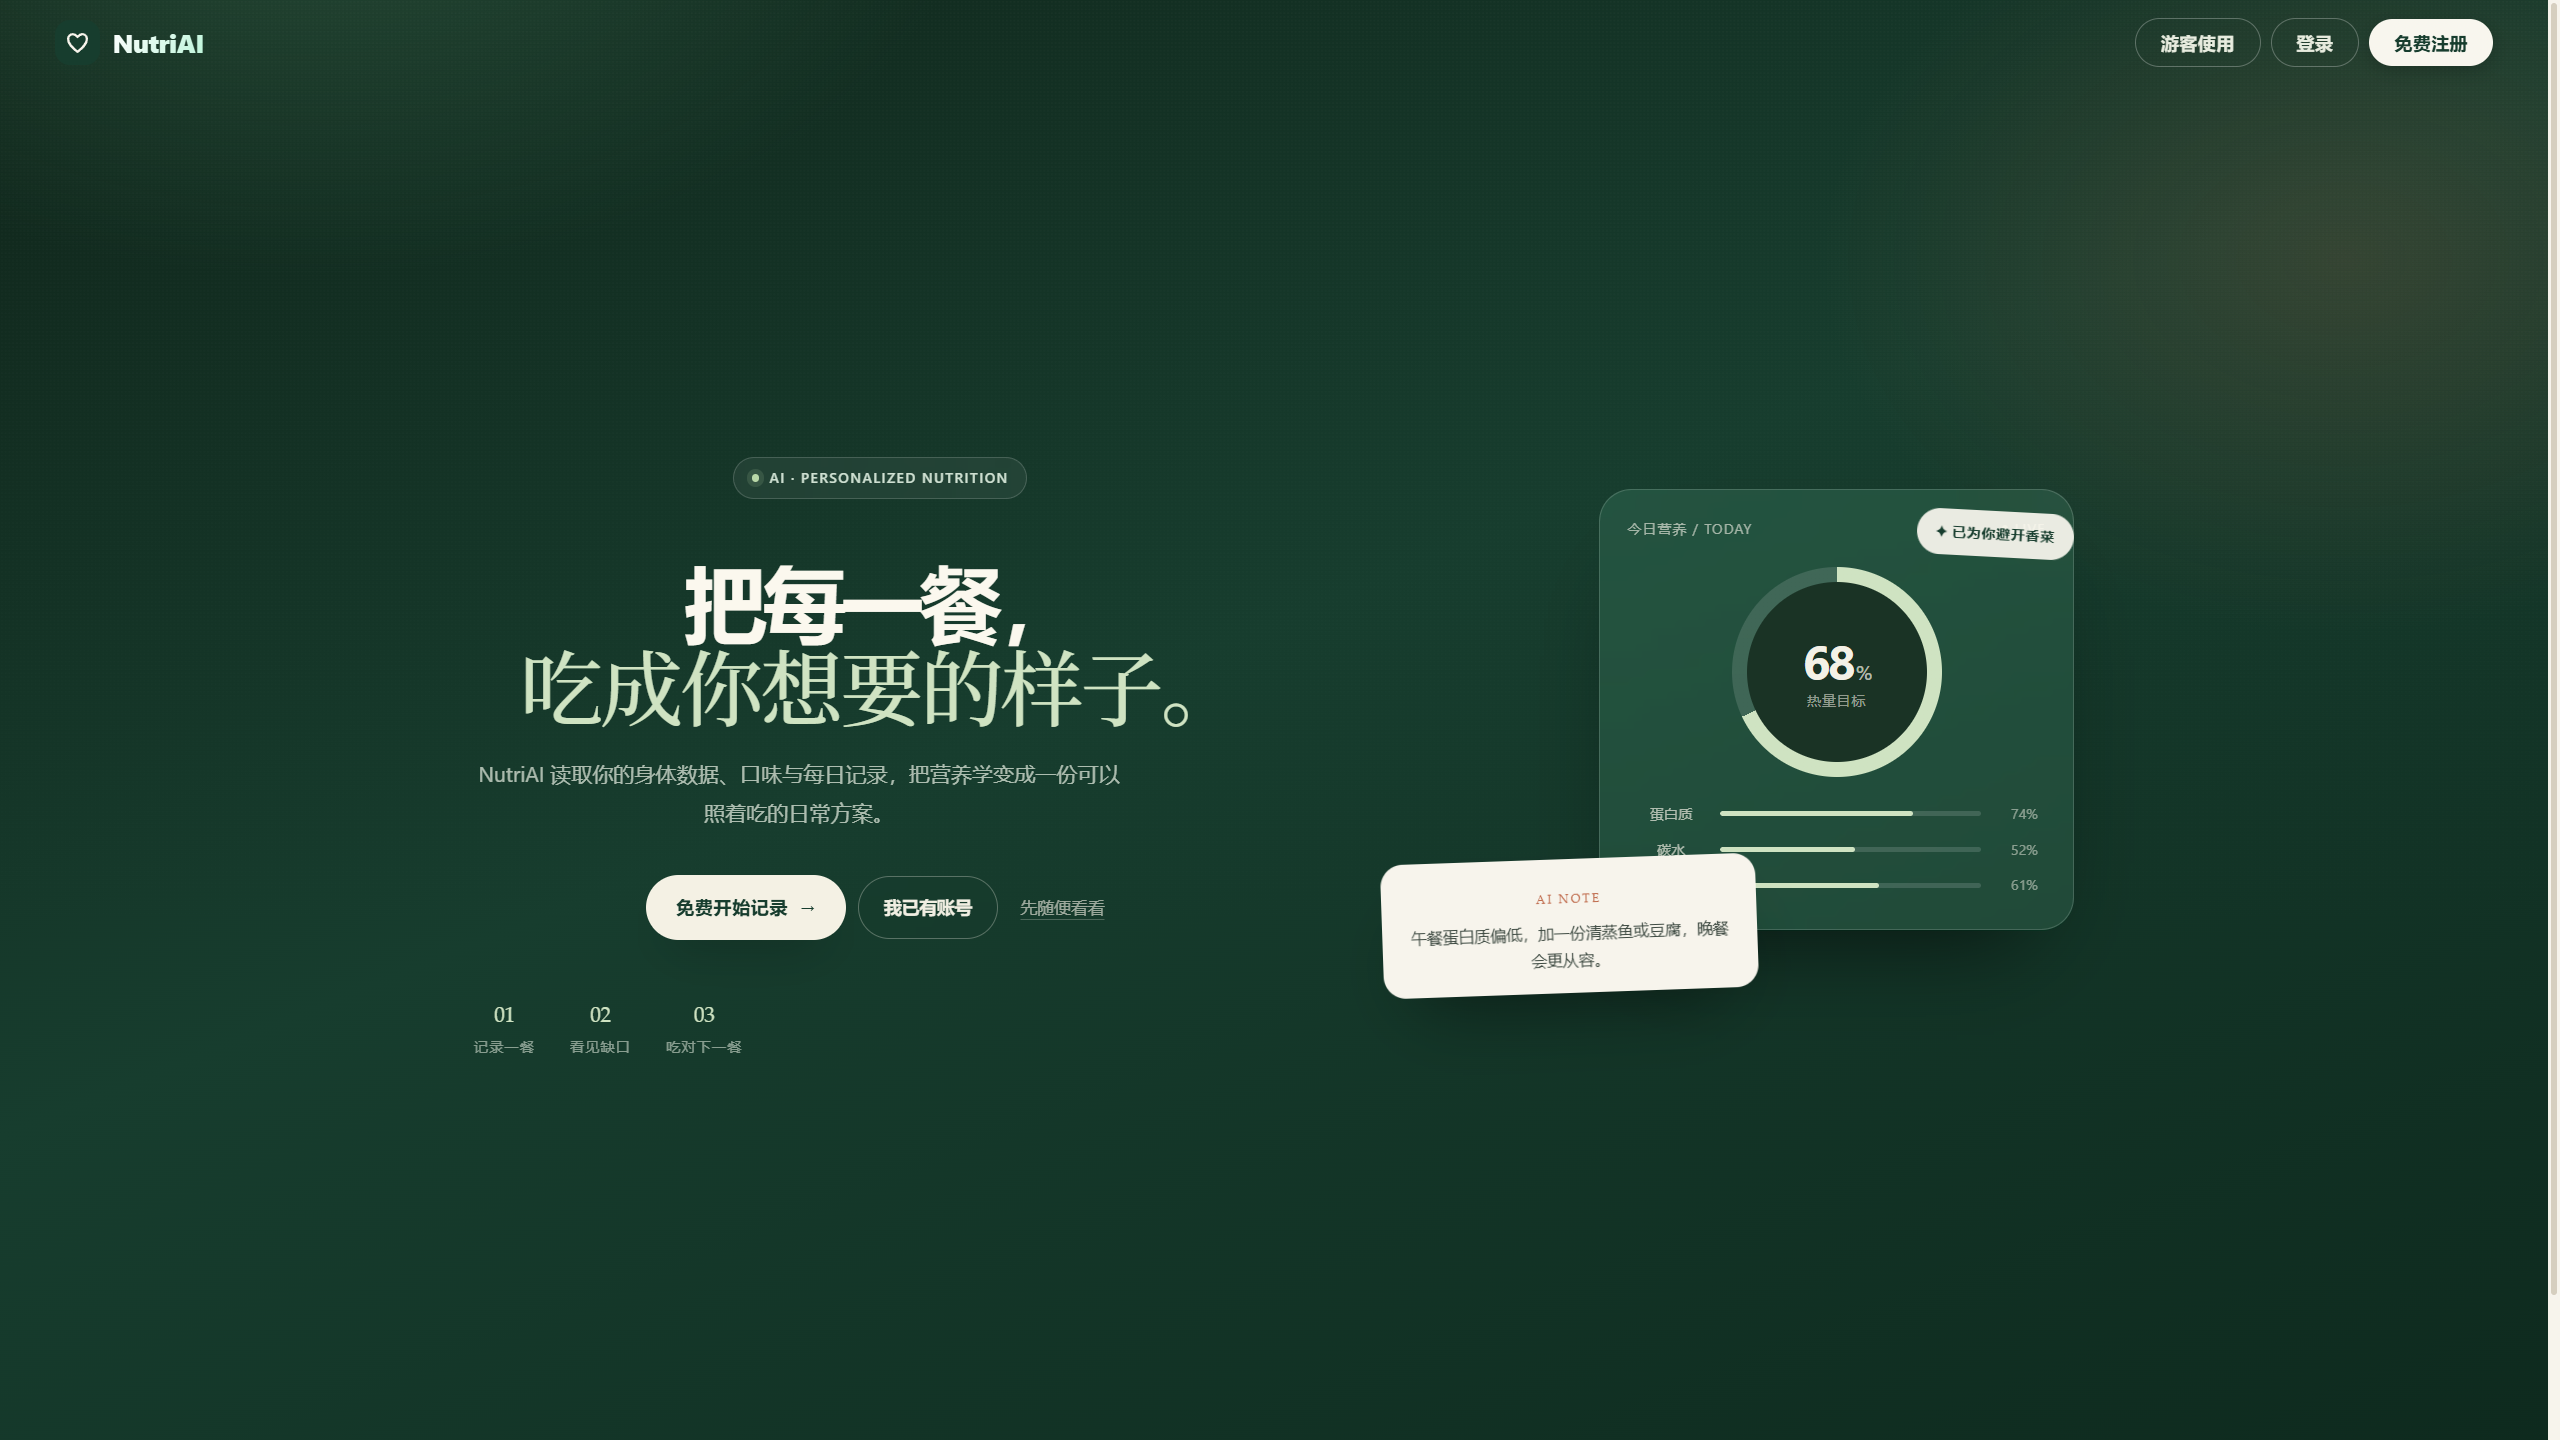 NutriAI
游客使用
登录
免费注册
AI · PERSONALIZED NUTRITION
把每一餐，
吃成你想要的样子。
NutriAI 读取你的身体数据、口味与每日记录，把营养学变成一份可以
照着吃的日常方案。
免费开始记录 →
我已有账号
先随便看看
01
记录一餐
02
看见缺口
03
吃对下一餐
今日营养 / TODAY
✦ 已为你避开香菜
68%
热量目标
蛋白质 74%
碳水 52%
61%
AI NOTE
午餐蛋白质偏低，加一份清蒸鱼或豆腐，晚餐
会更从容。